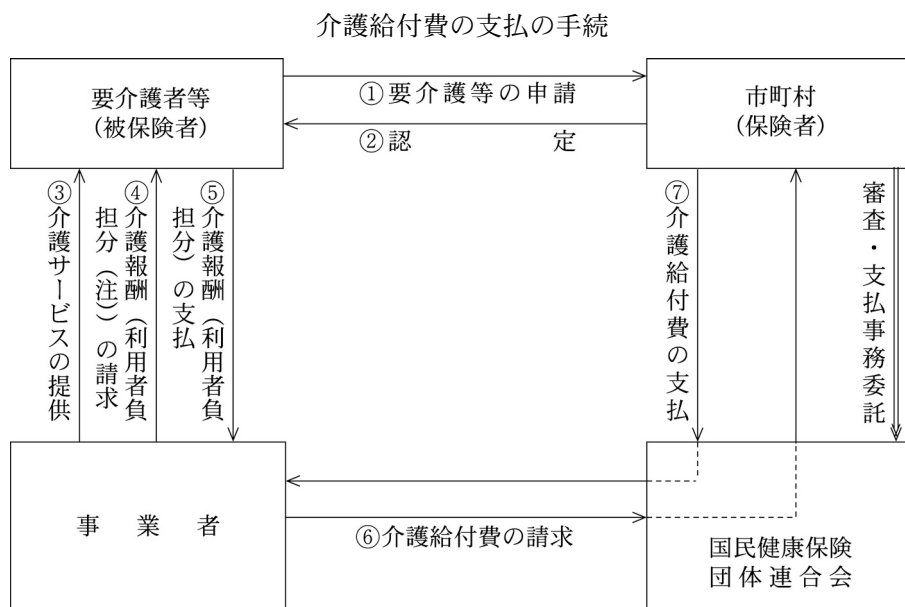 介護給付費の支払の手続
要介護者等
(被保険者)
①要介護等の申請
②認定
市町村
(保険者)
③介護サービスの提供
④介護報酬(利用者負
担分(注))の請求
⑤介護報酬(利用者負
担分)の支払
⑦介護給付費の支払
審査・支払事務委託
事業者
⑥介護給付費の請求
国民健康保険
団体連合会